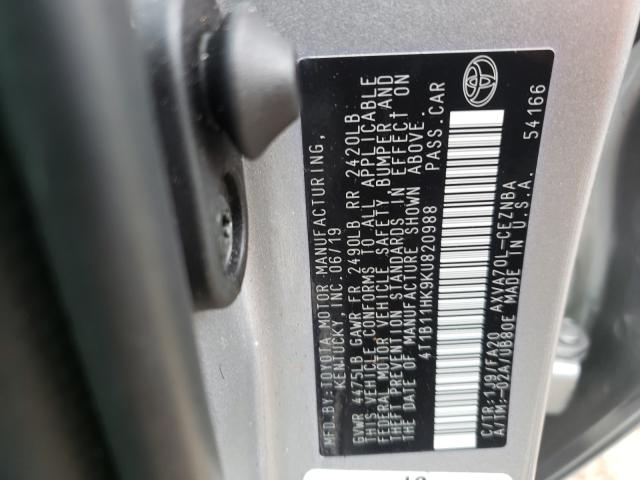 MFD.BY:TOYOTA MOTOR MANUFACTURING,
KENTUCKY, INC. 06/19
GVWR 4475LB GAWR FR 2490LB RR 2420LB
THIS VEHICLE CONFORMS TO ALL APPLICABLE
FEDERAL MOTOR VEHICLE SAFETY, BUMPER AND
THEFT PREVENTION STANDARDS IN EFFECT ON
THE DATE OF MANUFACTURE SHOWN ABOVE.
4T1B11HK9KU820988 PASS.CAR
C/TR:1J9/FA20 AXVA70L-CEZNBA
A/TM:-02A/UB80E MADE IN U.S.A.
54166